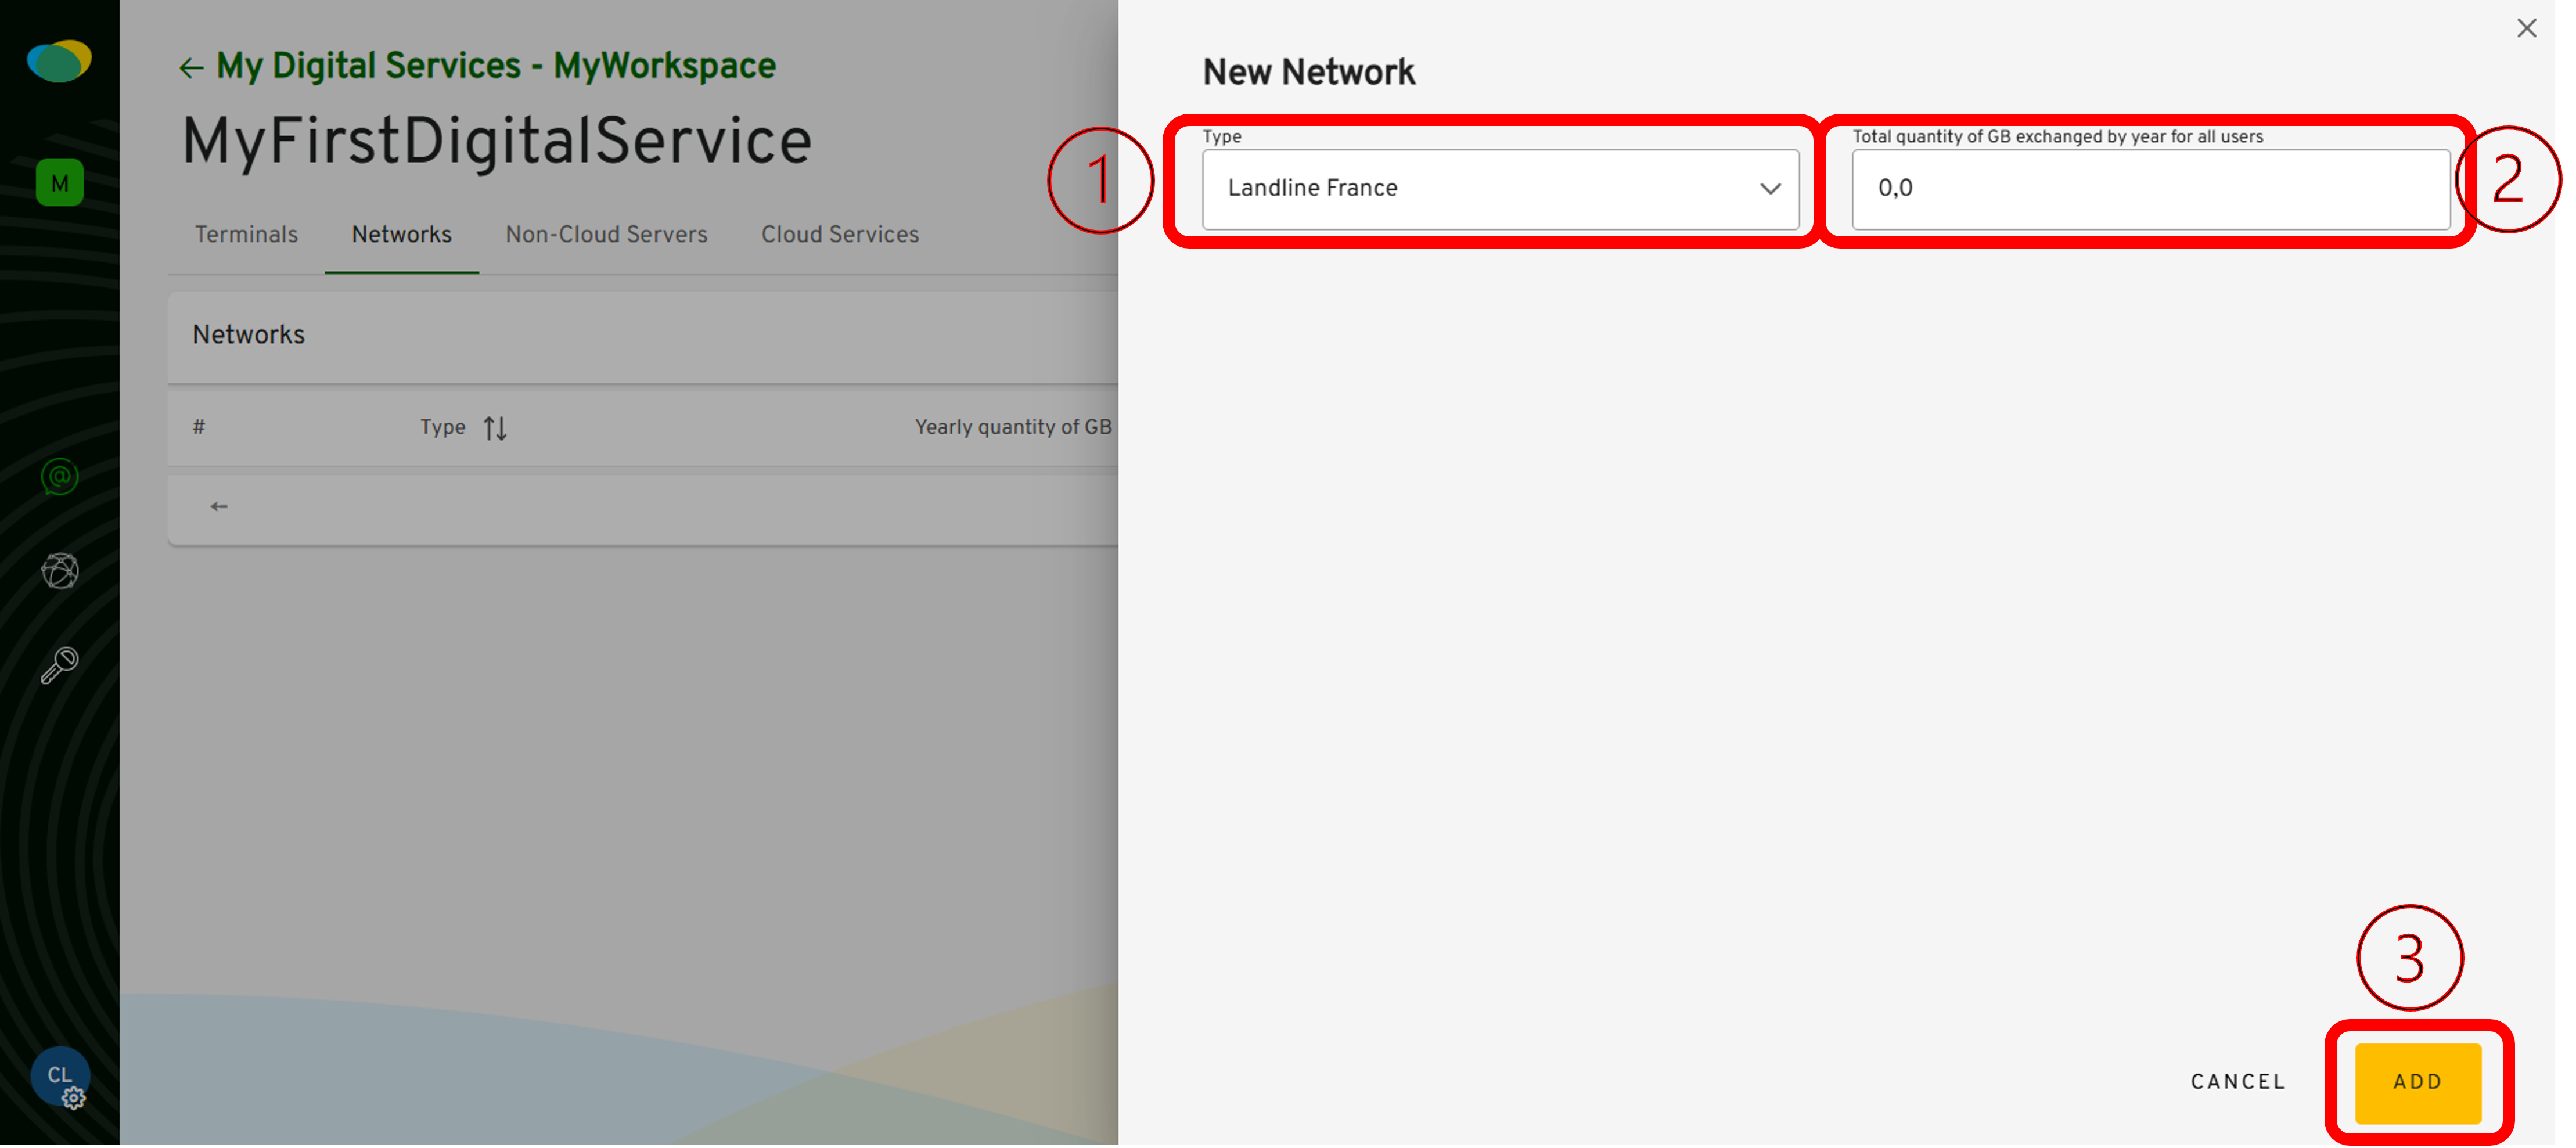 ← My Digital Services - MyWorkspace
MyFirstDigitalService
M
Terminals Networks Non-Cloud Servers Cloud Services
Networks
# Type Yearly quantity of GB
←
CL
New Network
1
Type
Landline France
Total quantity of GB exchanged by year for all users
0,0
2
3
CANCEL ADD